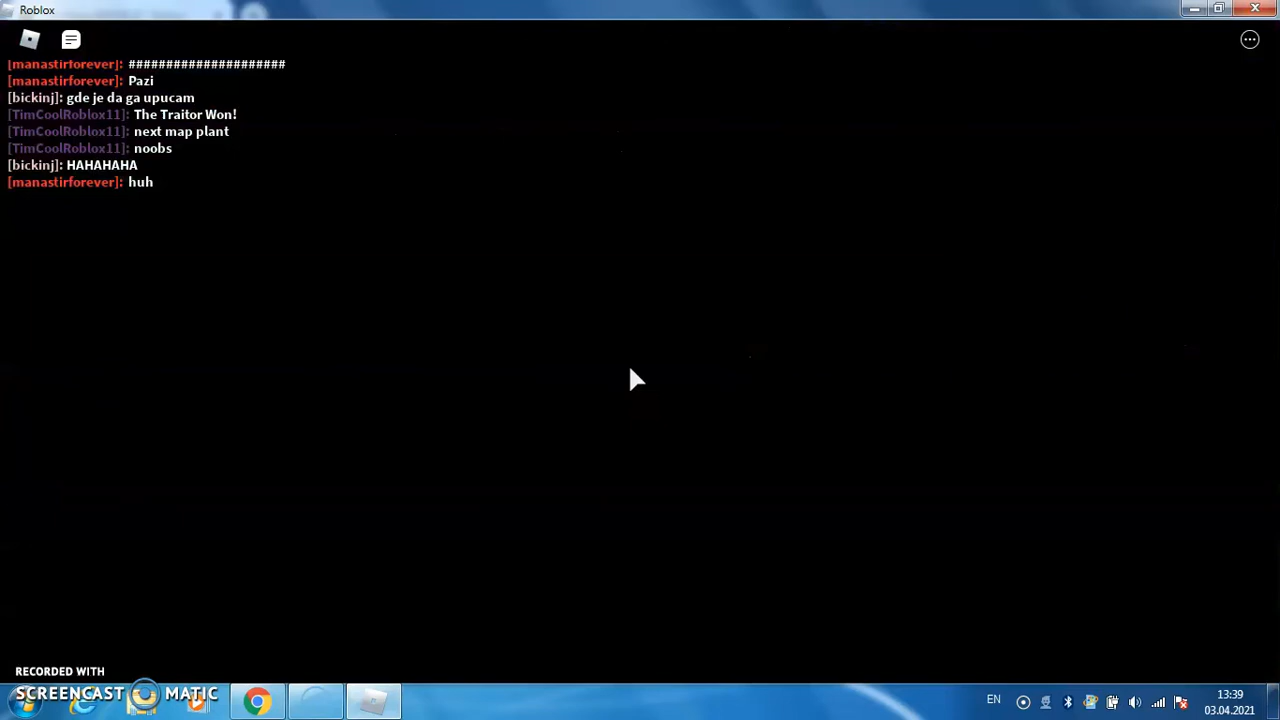 Roblox
[manastirforever]: #####################
[manastirforever]: Pazi
[bickinj]: gde je da ga upucam
[TimCoolRoblox11]: The Traitor Won!
[TimCoolRoblox11]: next map plant
[TimCoolRoblox11]: noobs
[bickinj]: HAHAHAHA
[manastirforever]: huh
RECORDED WITH
SCREENCAST MATIC
EN
13:39
03.04.2021